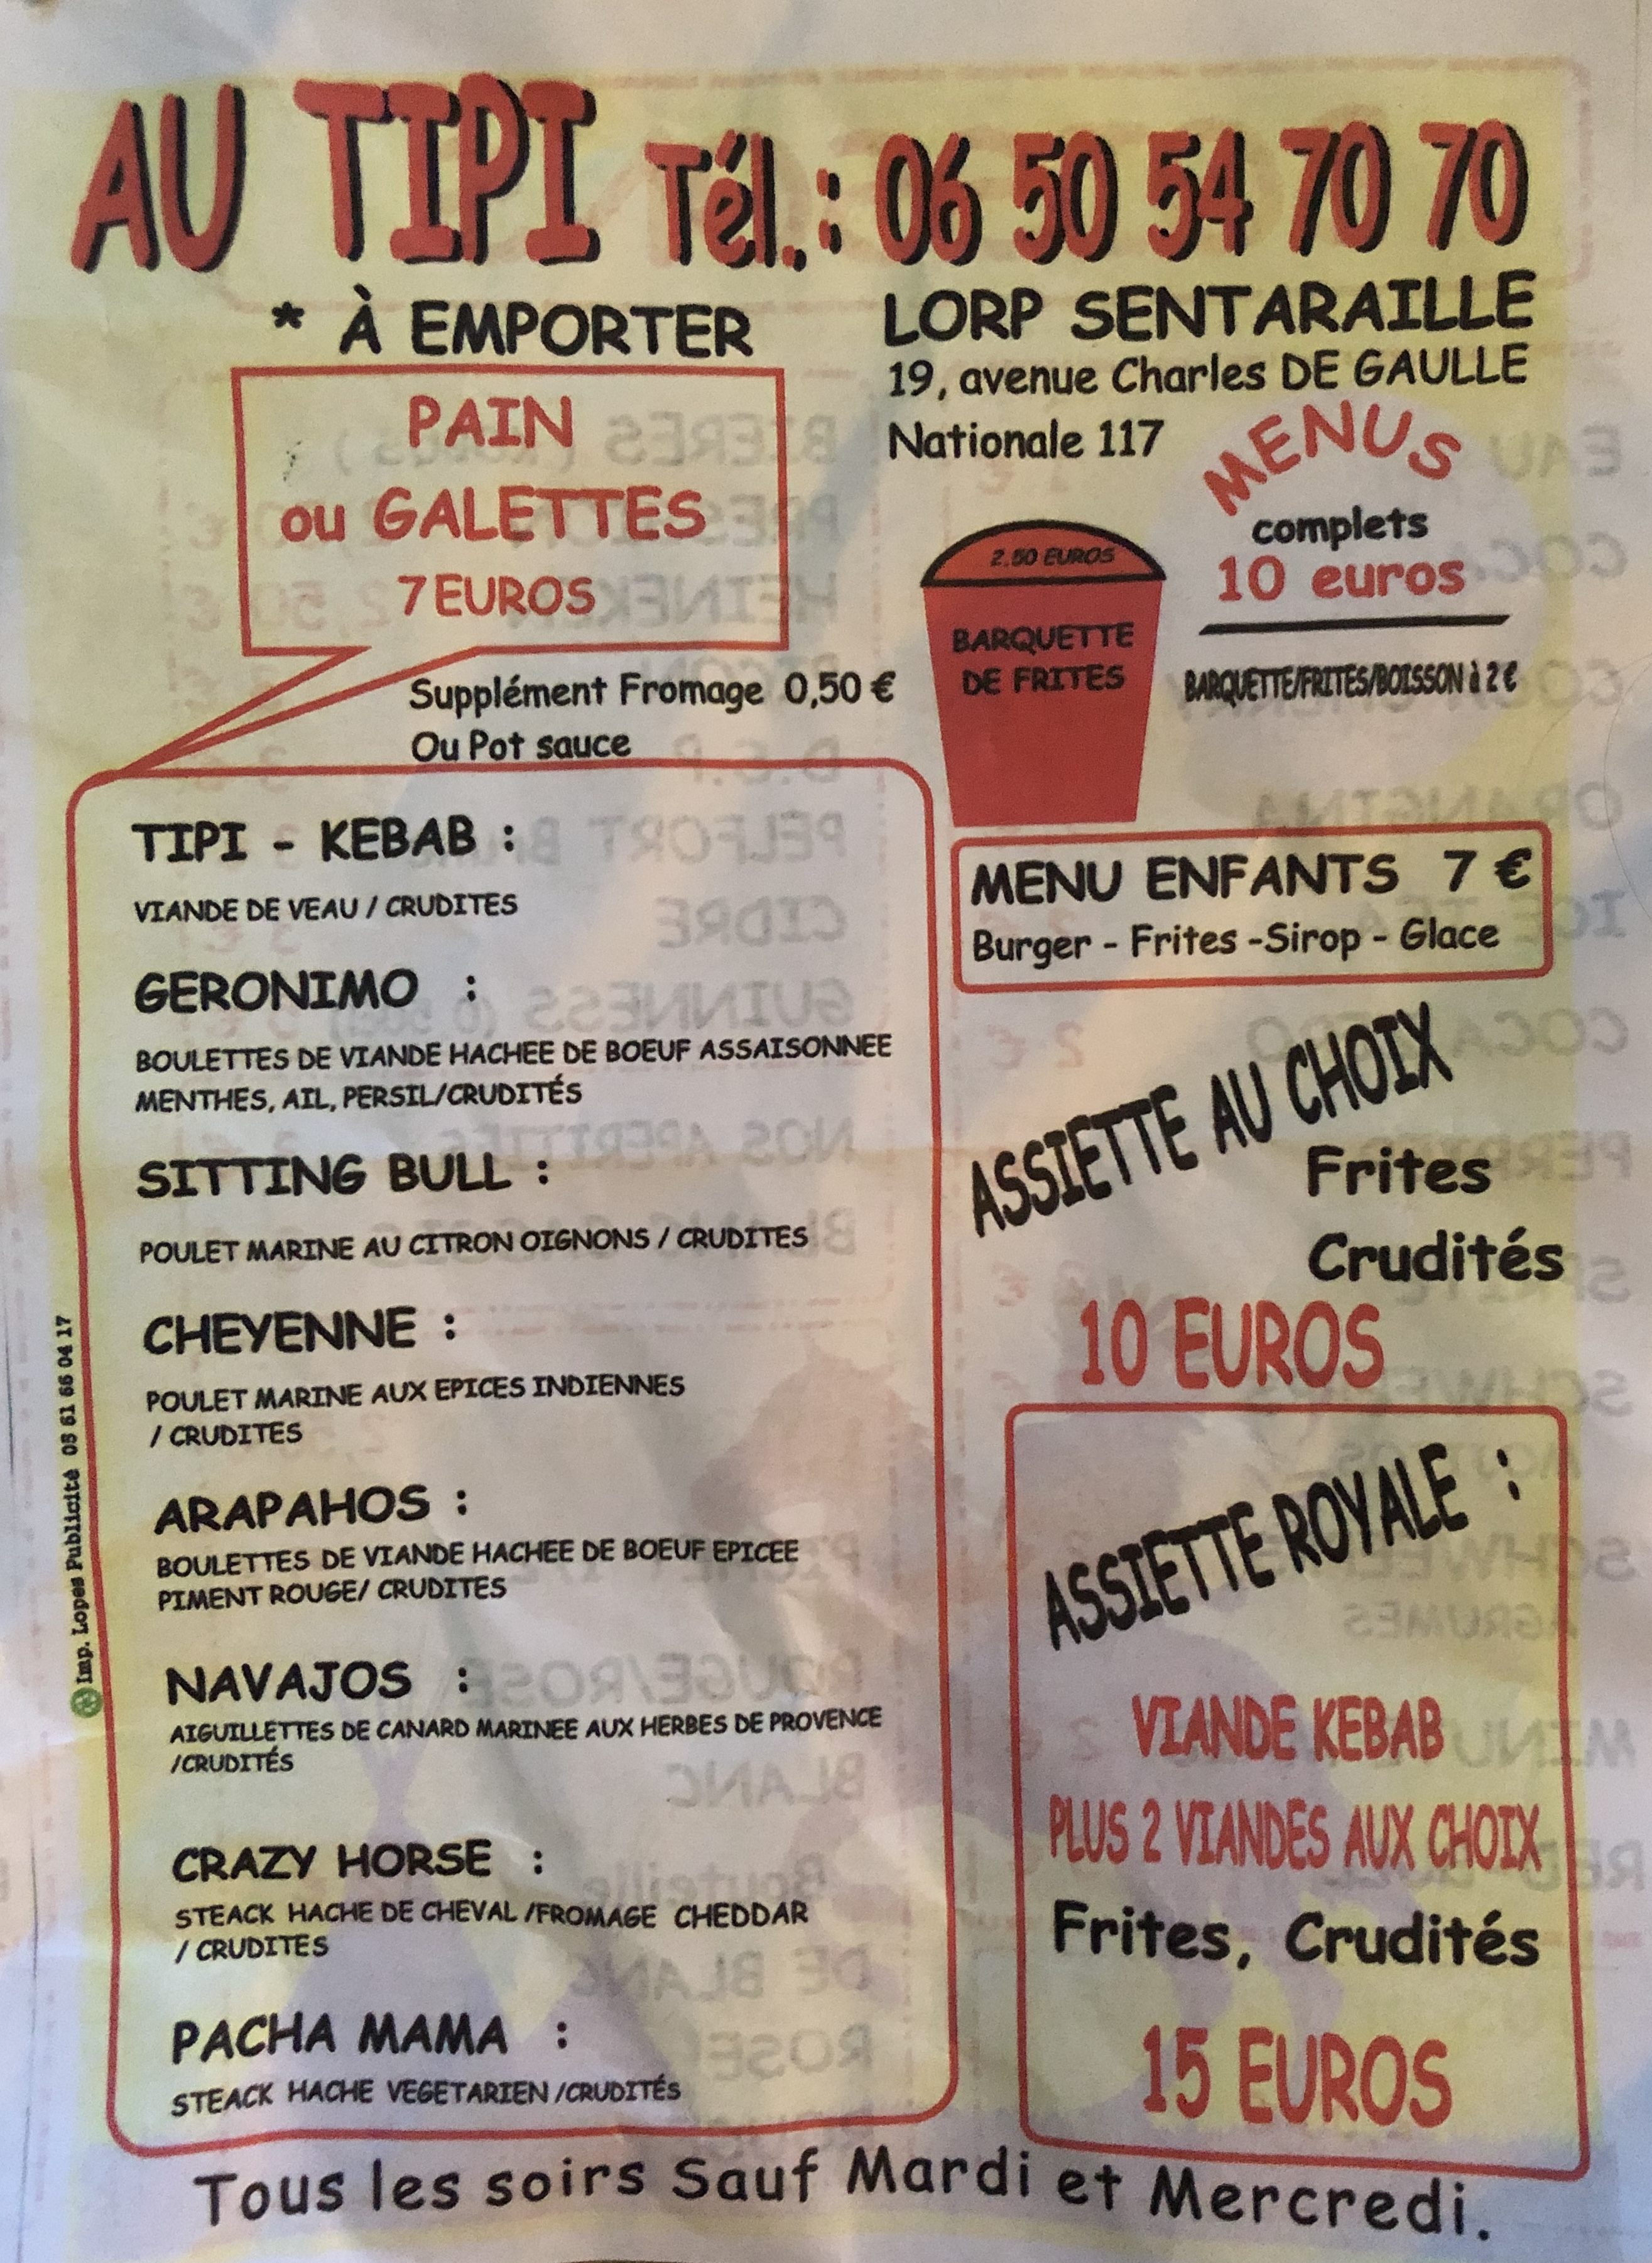 AU TIPI Tél.: 06 50 54 70 70
* À EMPORTER
LORP SENTARAILLE
19, avenue Charles DE GAULLE
Nationale 117
PAIN
ou GALETTES
7 EUROS
Supplément Fromage 0,50 €
Ou Pot sauce
MENUS
complets
10 euros
BARQUETTE/FRITES/BOISSON à 2 €
2.50 EUROS
BARQUETTE
DE FRITES
TIPI - KEBAB :
VIANDE DE VEAU / CRUDITES
GERONIMO :
BOULETTES DE VIANDE HACHEE DE BOEUF ASSAISONNEE
MENTHES, AIL, PERSIL/CRUDITÉS
SITTING BULL :
POULET MARINE AU CITRON OIGNONS / CRUDITES
CHEYENNE :
POULET MARINE AUX EPICES INDIENNES
/ CRUDITES
ARAPAHOS :
BOULETTES DE VIANDE HACHEE DE BOEUF EPICEE
PIMENT ROUGE/ CRUDITES
NAVAJOS :
AIGUILLETTES DE CANARD MARINEE AUX HERBES DE PROVENCE
/CRUDITÉS
CRAZY HORSE :
STEACK HACHE DE CHEVAL /FROMAGE CHEDDAR
/ CRUDITES
PACHA MAMA :
STEACK HACHE VEGETARIEN /CRUDITÉS
MENU ENFANTS 7 €
Burger - Frites -Sirop - Glace
ASSIETTE AU CHOIX
Frites
Crudités
10 EUROS
ASSIETTE ROYALE :
VIANDE KEBAB
PLUS 2 VIANDES AUX CHOIX
Frites, Crudités
15 EUROS
Tous les soirs Sauf Mardi et Mercredi.
Imp. Lopes Publicité 05 61 66 04 17